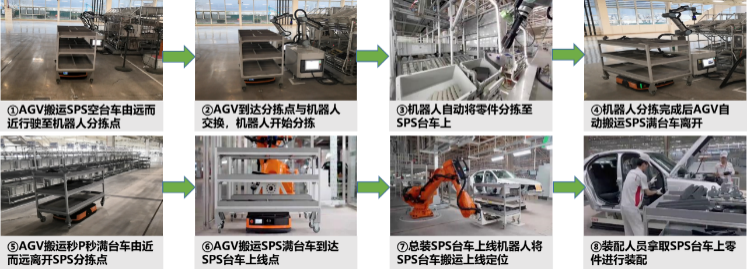 ①AGV搬运SPS空台车由远而
近行驶至机器人分拣点
②AGV到达分拣点与机器人
交换，机器人开始分拣
③机器人自动将零件分拣至
SPS台车上
④机器人分拣完成后AGV自
动搬运SPS满台车离开
⑤AGV搬运秒P秒满台车由近
而远离开SPS分拣点
⑥AGV搬运SPS满台车到达
SPS台车上线点
⑦总装SPS台车上线机器人将
SPS台车搬运上线定位
⑧装配人员拿取SPS台车上零
件进行装配